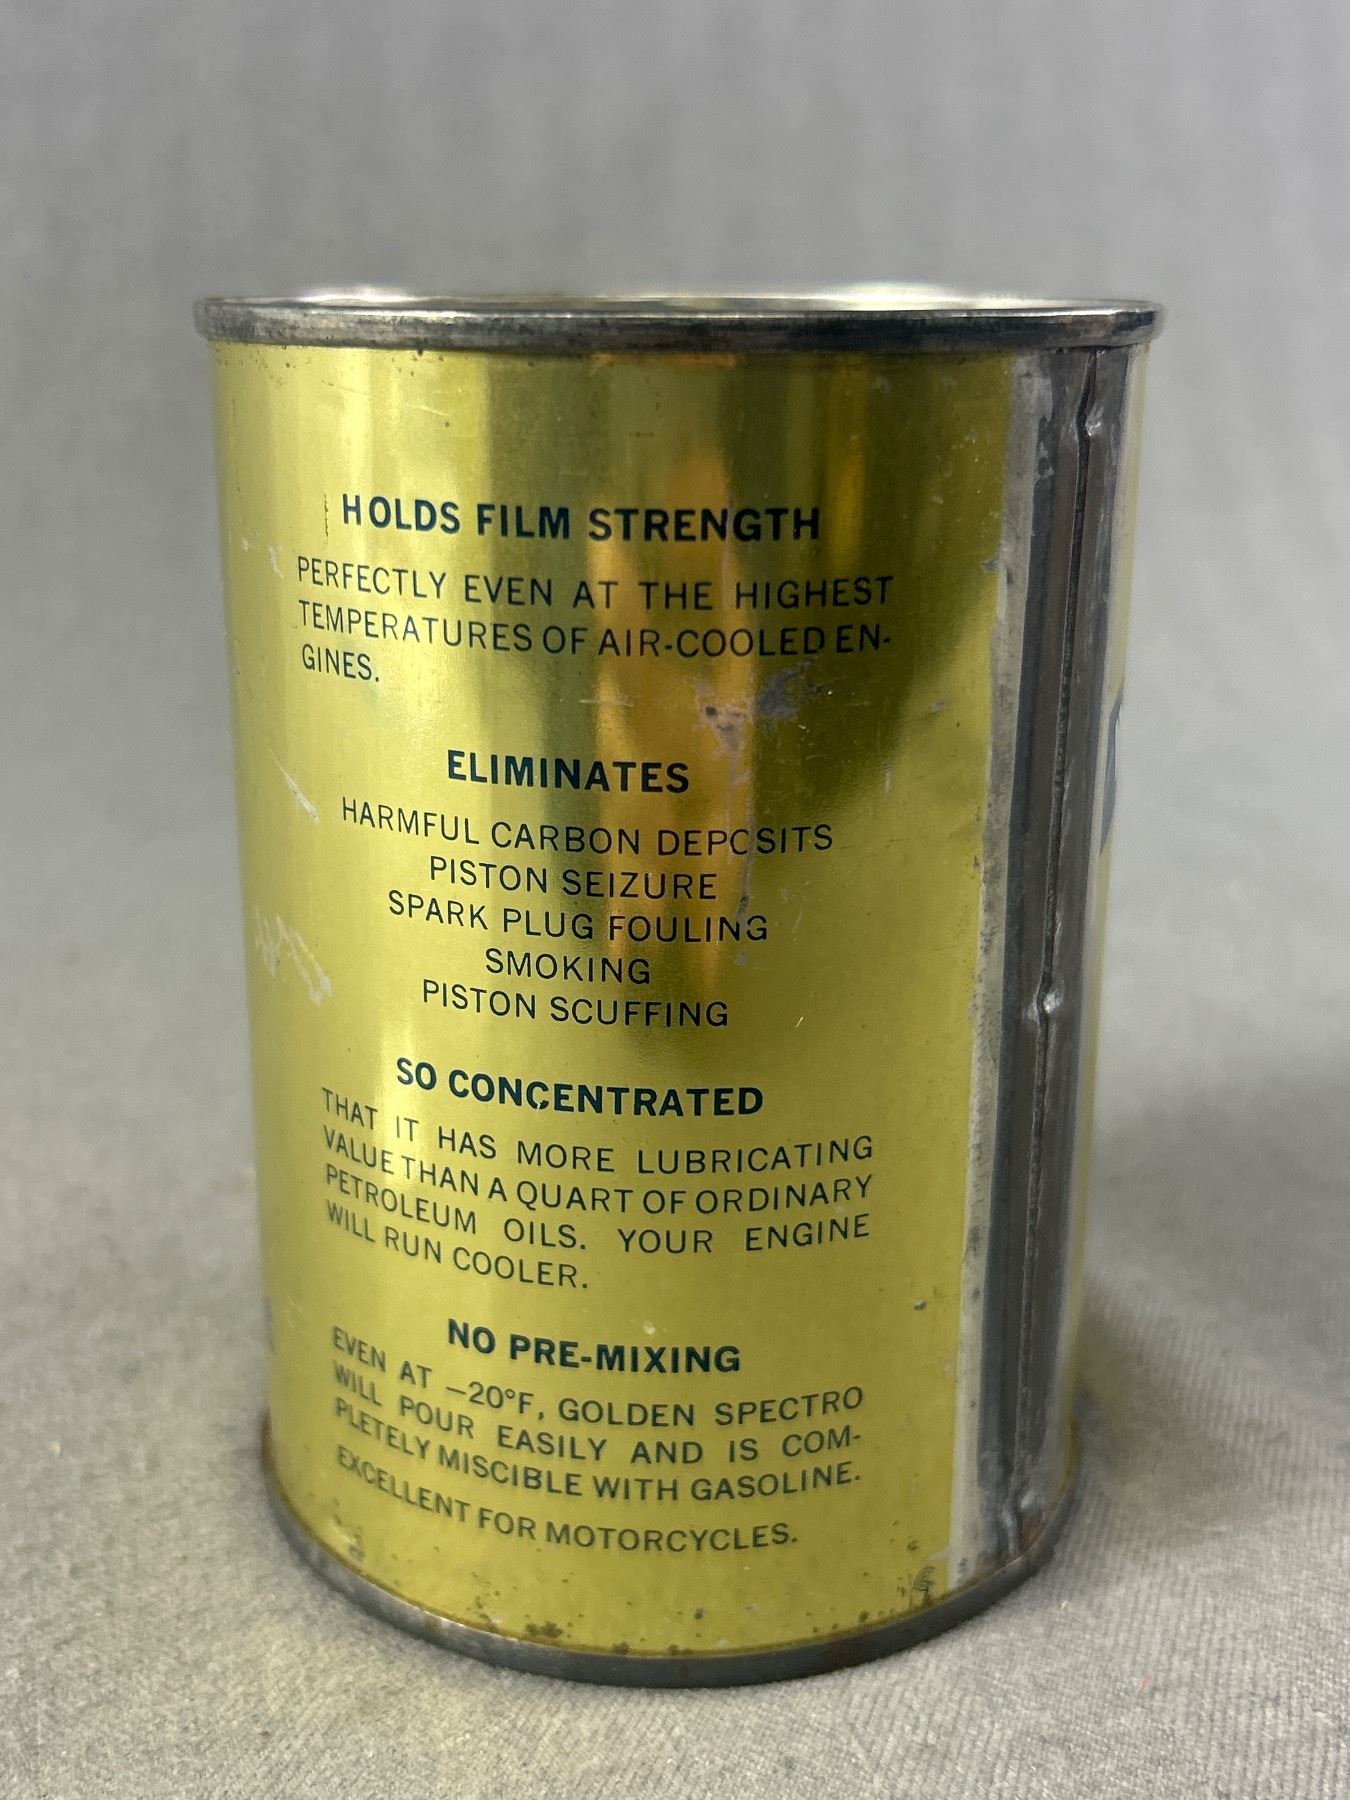 HOLDS FILM STRENGTH
PERFECTLY EVEN AT THE HIGHEST
TEMPERATURES OF AIR-COOLED EN-
GINES.
ELIMINATES
HARMFUL CARBON DEPOSITS
PISTON SEIZURE
SPARK PLUG FOULING
SMOKING
PISTON SCUFFING
SO CONCENTRATED
THAT IT HAS MORE LUBRICATING
VALUE THAN A QUART OF ORDINARY
PETROLEUM OILS. YOUR ENGINE
WILL RUN COOLER.
NO PRE-MIXING
EVEN AT –20°F, GOLDEN SPECTRO
WILL POUR EASILY AND IS COM-
PLETELY MISCIBLE WITH GASOLINE.
EXCELLENT FOR MOTORCYCLES.